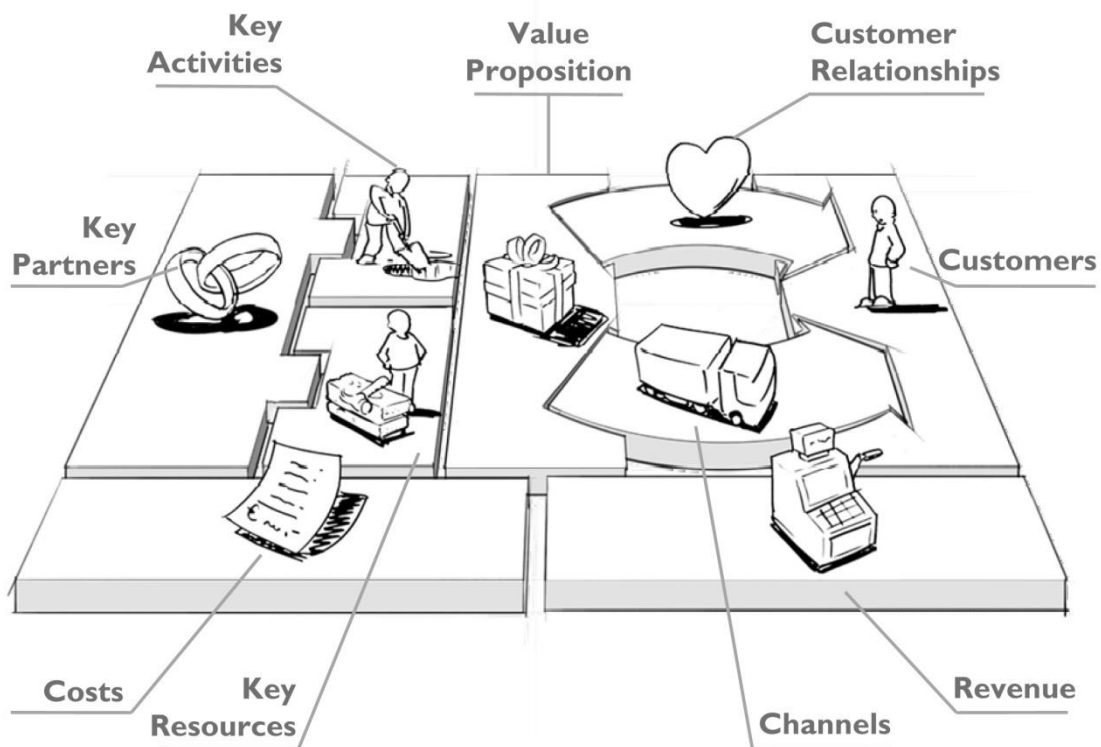 Key
Activities
Value
Proposition
Customer
Relationships
Key
Partners
Customers
Costs
Key
Resources
Channels
Revenue